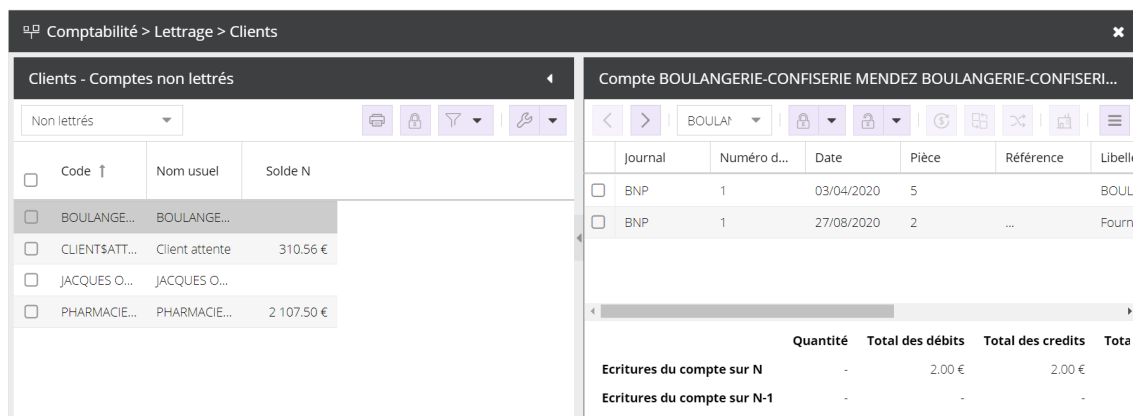 Comptabilité > Lettrage > Clients
Clients - Comptes non lettrés
Non lettrés
Code ↑ Nom usuel Solde N
BOULANGE... BOULANGE...
CLIENT$ATT... Client attente 310.56 €
JACQUES O... JACQUES O...
PHARMACIE... PHARMACIE... 2 107.50 €
Compte BOULANGERIE-CONFISERIE MENDEZ BOULANGERIE-CONFISERI...
BOULAN
Journal Numéro d... Date Pièce Référence Libelle
BNP 1 03/04/2020 5 BOUL
BNP 1 27/08/2020 2 ... Fourn
Quantité Total des débits Total des credits Tota
Ecritures du compte sur N - 2.00 € 2.00 €
Ecritures du compte sur N-1 - - -